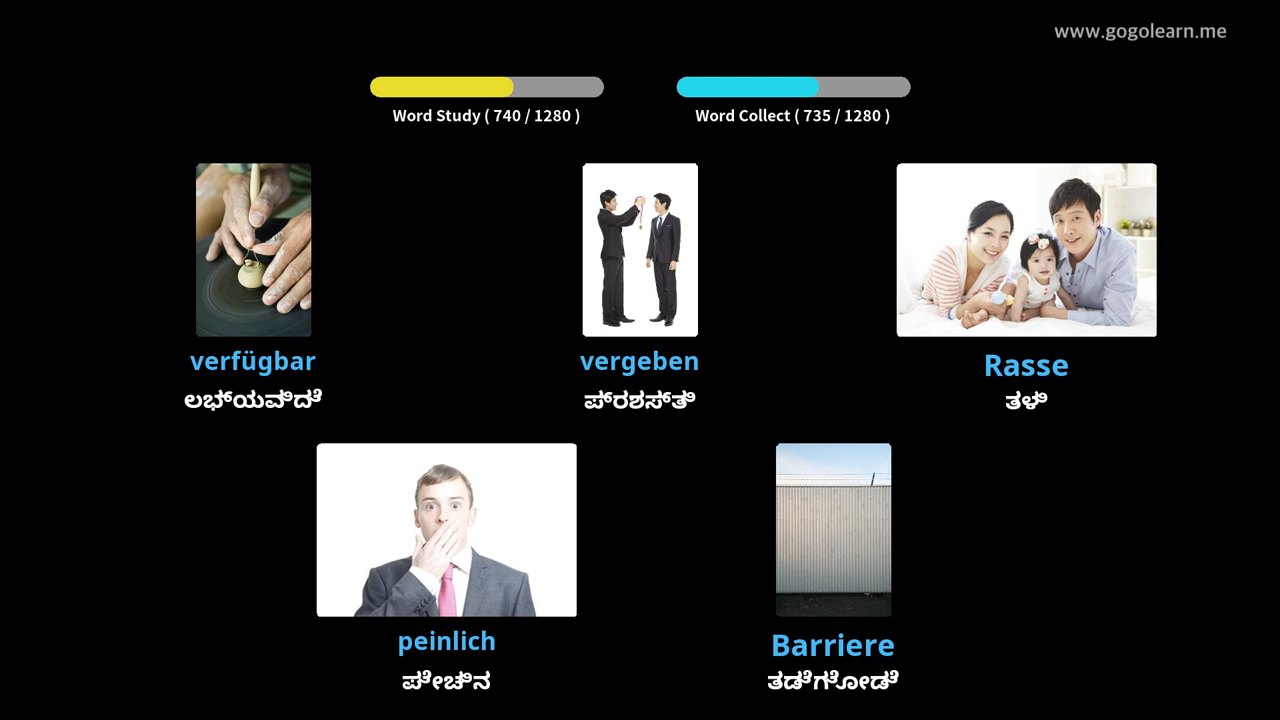 www.gogolearn.me
Word Study ( 740 / 1280 )
Word Collect ( 735 / 1280 )
verfügbar
ಲಭ್ಯವಿದೆ
vergeben
ಪ್ರಶಸ್ತಿ
Rasse
ತಳಿ
peinlich
ಪೇಚಿನ
Barriere
ತಡೆಗೋಡೆ